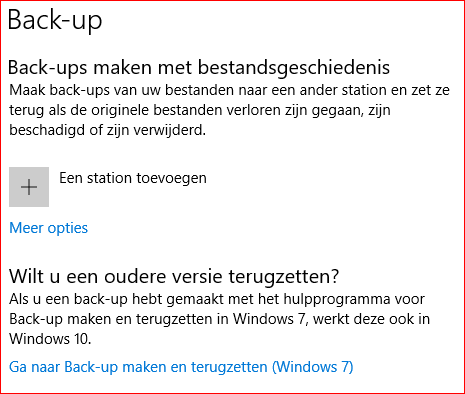 Back-up
Back-ups maken met bestandsgeschiedenis
Maak back-ups van uw bestanden naar een ander station en zet ze
terug als de originele bestanden verloren zijn gegaan, zijn
beschadigd of zijn verwijderd.
Een station toevoegen
Meer opties
Wilt u een oudere versie terugzetten?
Als u een back-up hebt gemaakt met het hulpprogramma voor
Back-up maken en terugzetten in Windows 7, werkt deze ook in
Windows 10.
Ga naar Back-up maken en terugzetten (Windows 7)